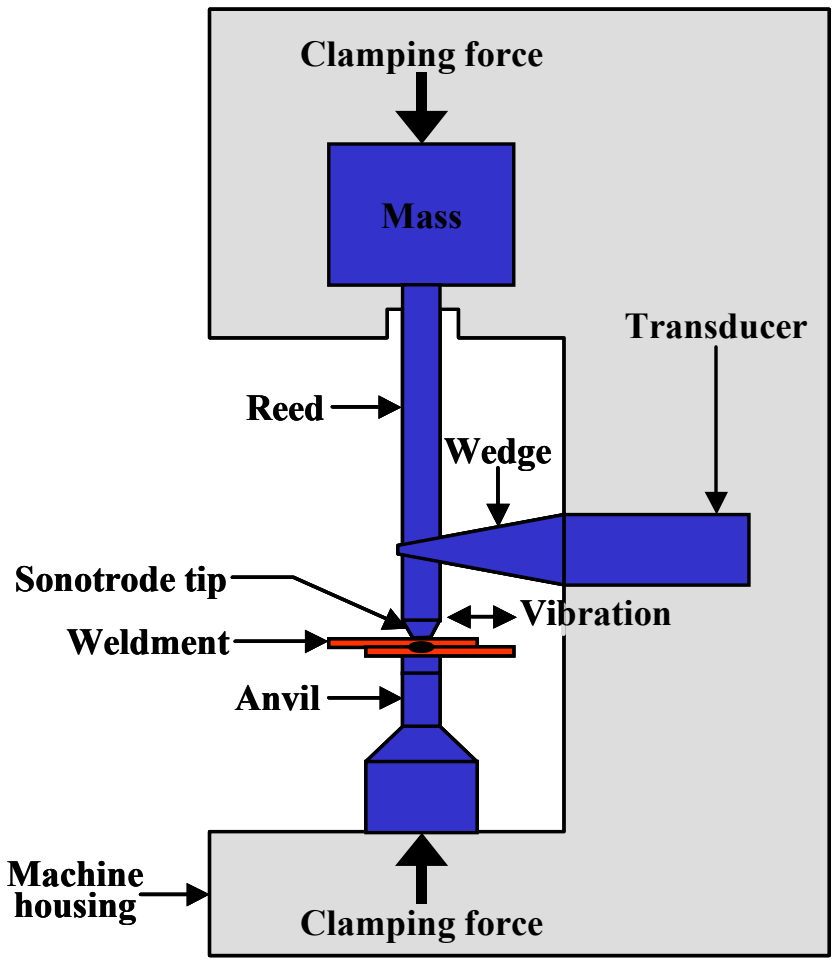 Clamping force
Mass
Transducer
Reed
Wedge
Sonotrode tip
Vibration
Weldment
Anvil
Machine
housing
Clamping force